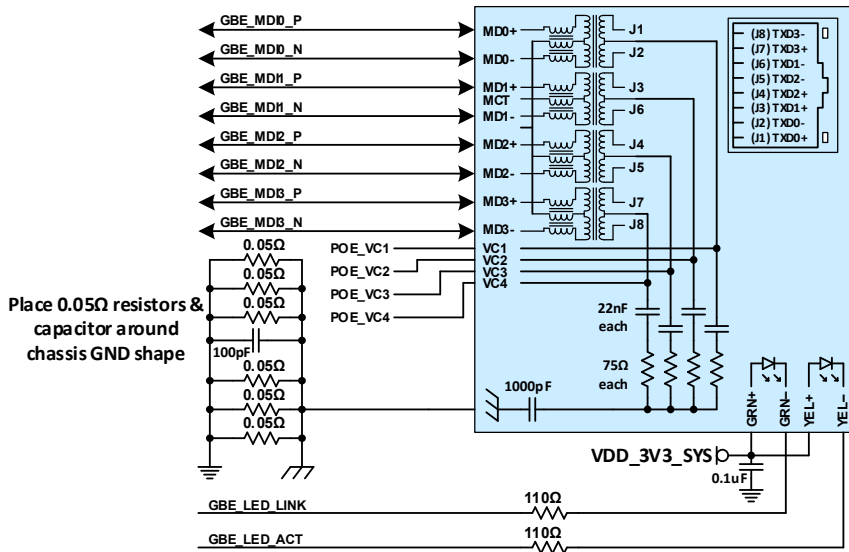 GBE_MDI0_P
GBE_MDI0_N
GBE_MDI1_P
GBE_MDI1_N
GBE_MDI2_P
GBE_MDI2_N
GBE_MDI3_P
GBE_MDI3_N
MD0+
MD0-
MD1+
MCT
MD1-
MD2+
MD2-
MD3+
MD3-
J1
J2
J3
J6
J4
J5
J7
J8
(J8) TXD3-
(J7) TXD3+
(J6) TXD1-
(J5) TXD2-
(J4) TXD2+
(J3) TXD1+
(J2) TXD0-
(J1) TXD0+
POE_VC1
POE_VC2
POE_VC3
POE_VC4
VC1
VC2
VC3
VC4
0.05Ω
0.05Ω
0.05Ω
100pF
0.05Ω
0.05Ω
0.05Ω
Place 0.05Ω resistors &
capacitor around
chassis GND shape
22nF
each
75Ω
each
1000pF
GRN+
GRN−
YEL+
YEL−
VDD_3V3_SYS
0.1uF
GBE_LED_LINK
110Ω
GBE_LED_ACT
110Ω